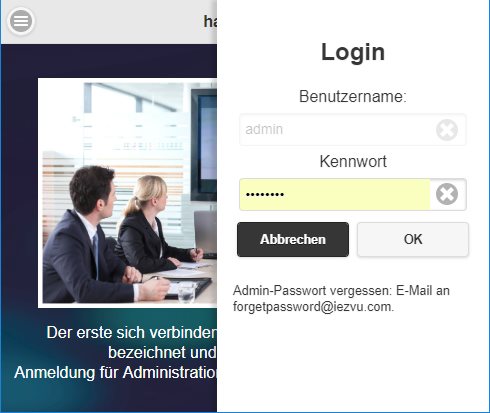 ha
Login
Benutzername:
admin
Kennwort
••••••••
Abbrechen
OK
Admin-Passwort vergessen: E-Mail an
forgetpassword@iezvu.com.
Der erste sich verbinden
bezeichnet und
Anmeldung für Administration